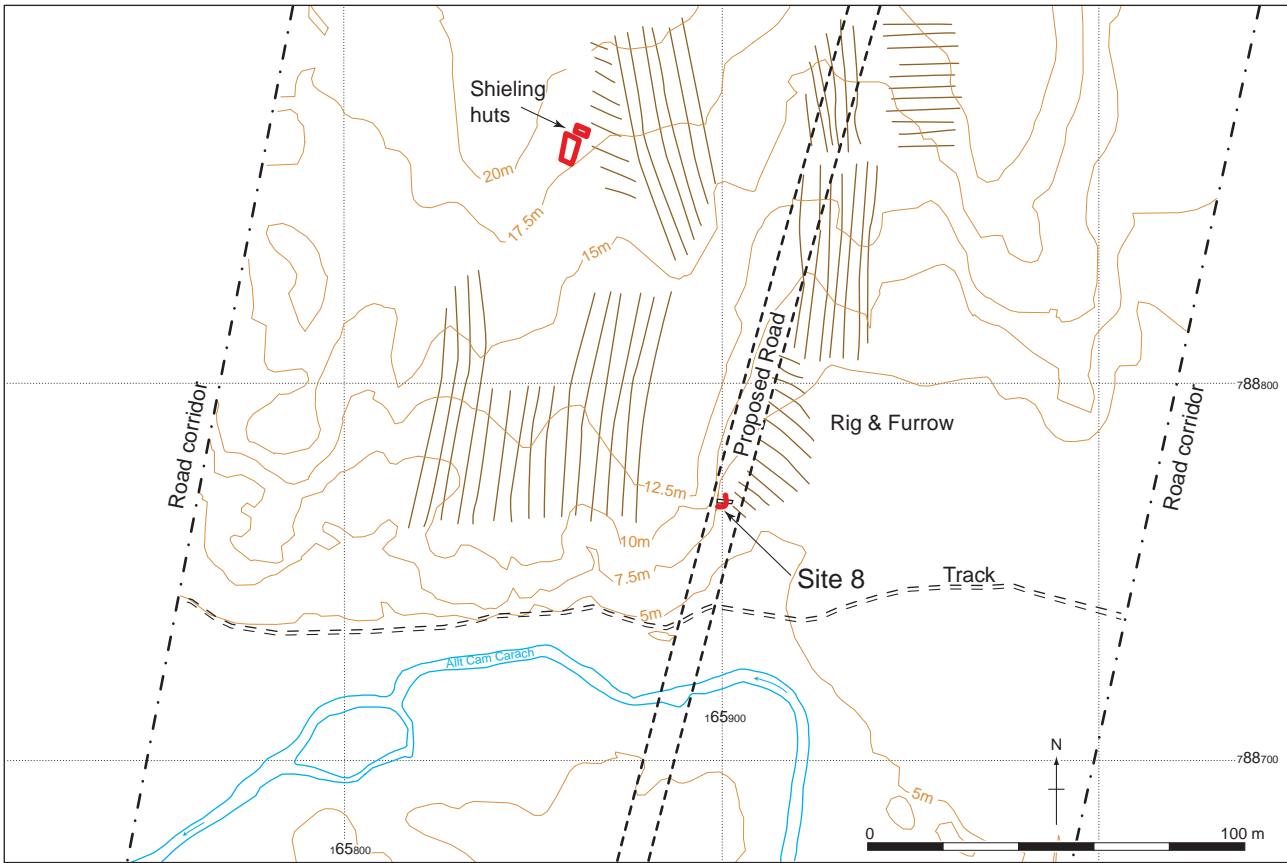 Shieling
huts
20m
17.5m
15m
Proposed Road
Road corridor
788800
Road corridor
Rig & Furrow
12.5m
10m
Site 8
7.5m
Track
5m
Allt Cam Carach
165900
N
788700
5m
0
100 m
165800